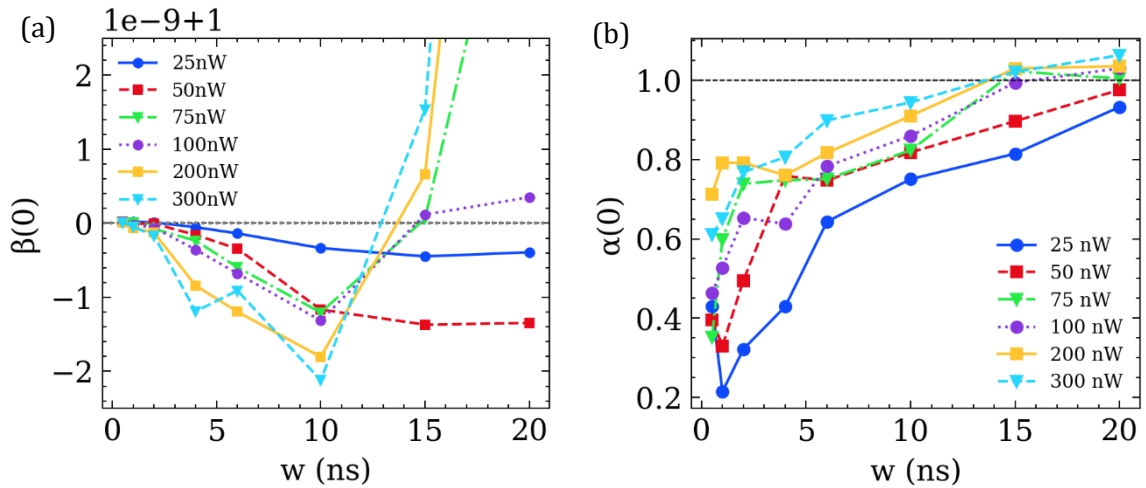 (a)
1e−9+1
2
1
0
−1
−2
β(0)
25nW
50nW
75nW
100nW
200nW
300nW
0
5
10
15
20
w (ns)
(b)
1.0
0.8
0.6
0.4
0.2
α(0)
25 nW
50 nW
75 nW
100 nW
200 nW
300 nW
0
5
10
15
20
w (ns)